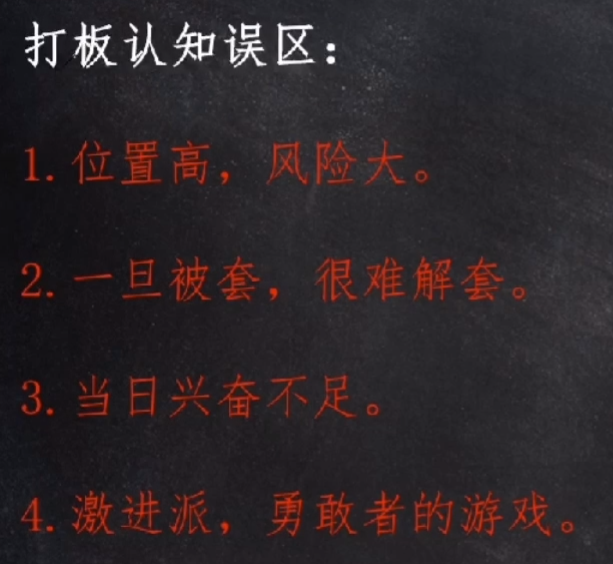 打板认知误区：
1.位置高，风险大。
2.一旦被套，很难解套。
3.当日兴奋不足。
4.激进派，勇敢者的游戏。